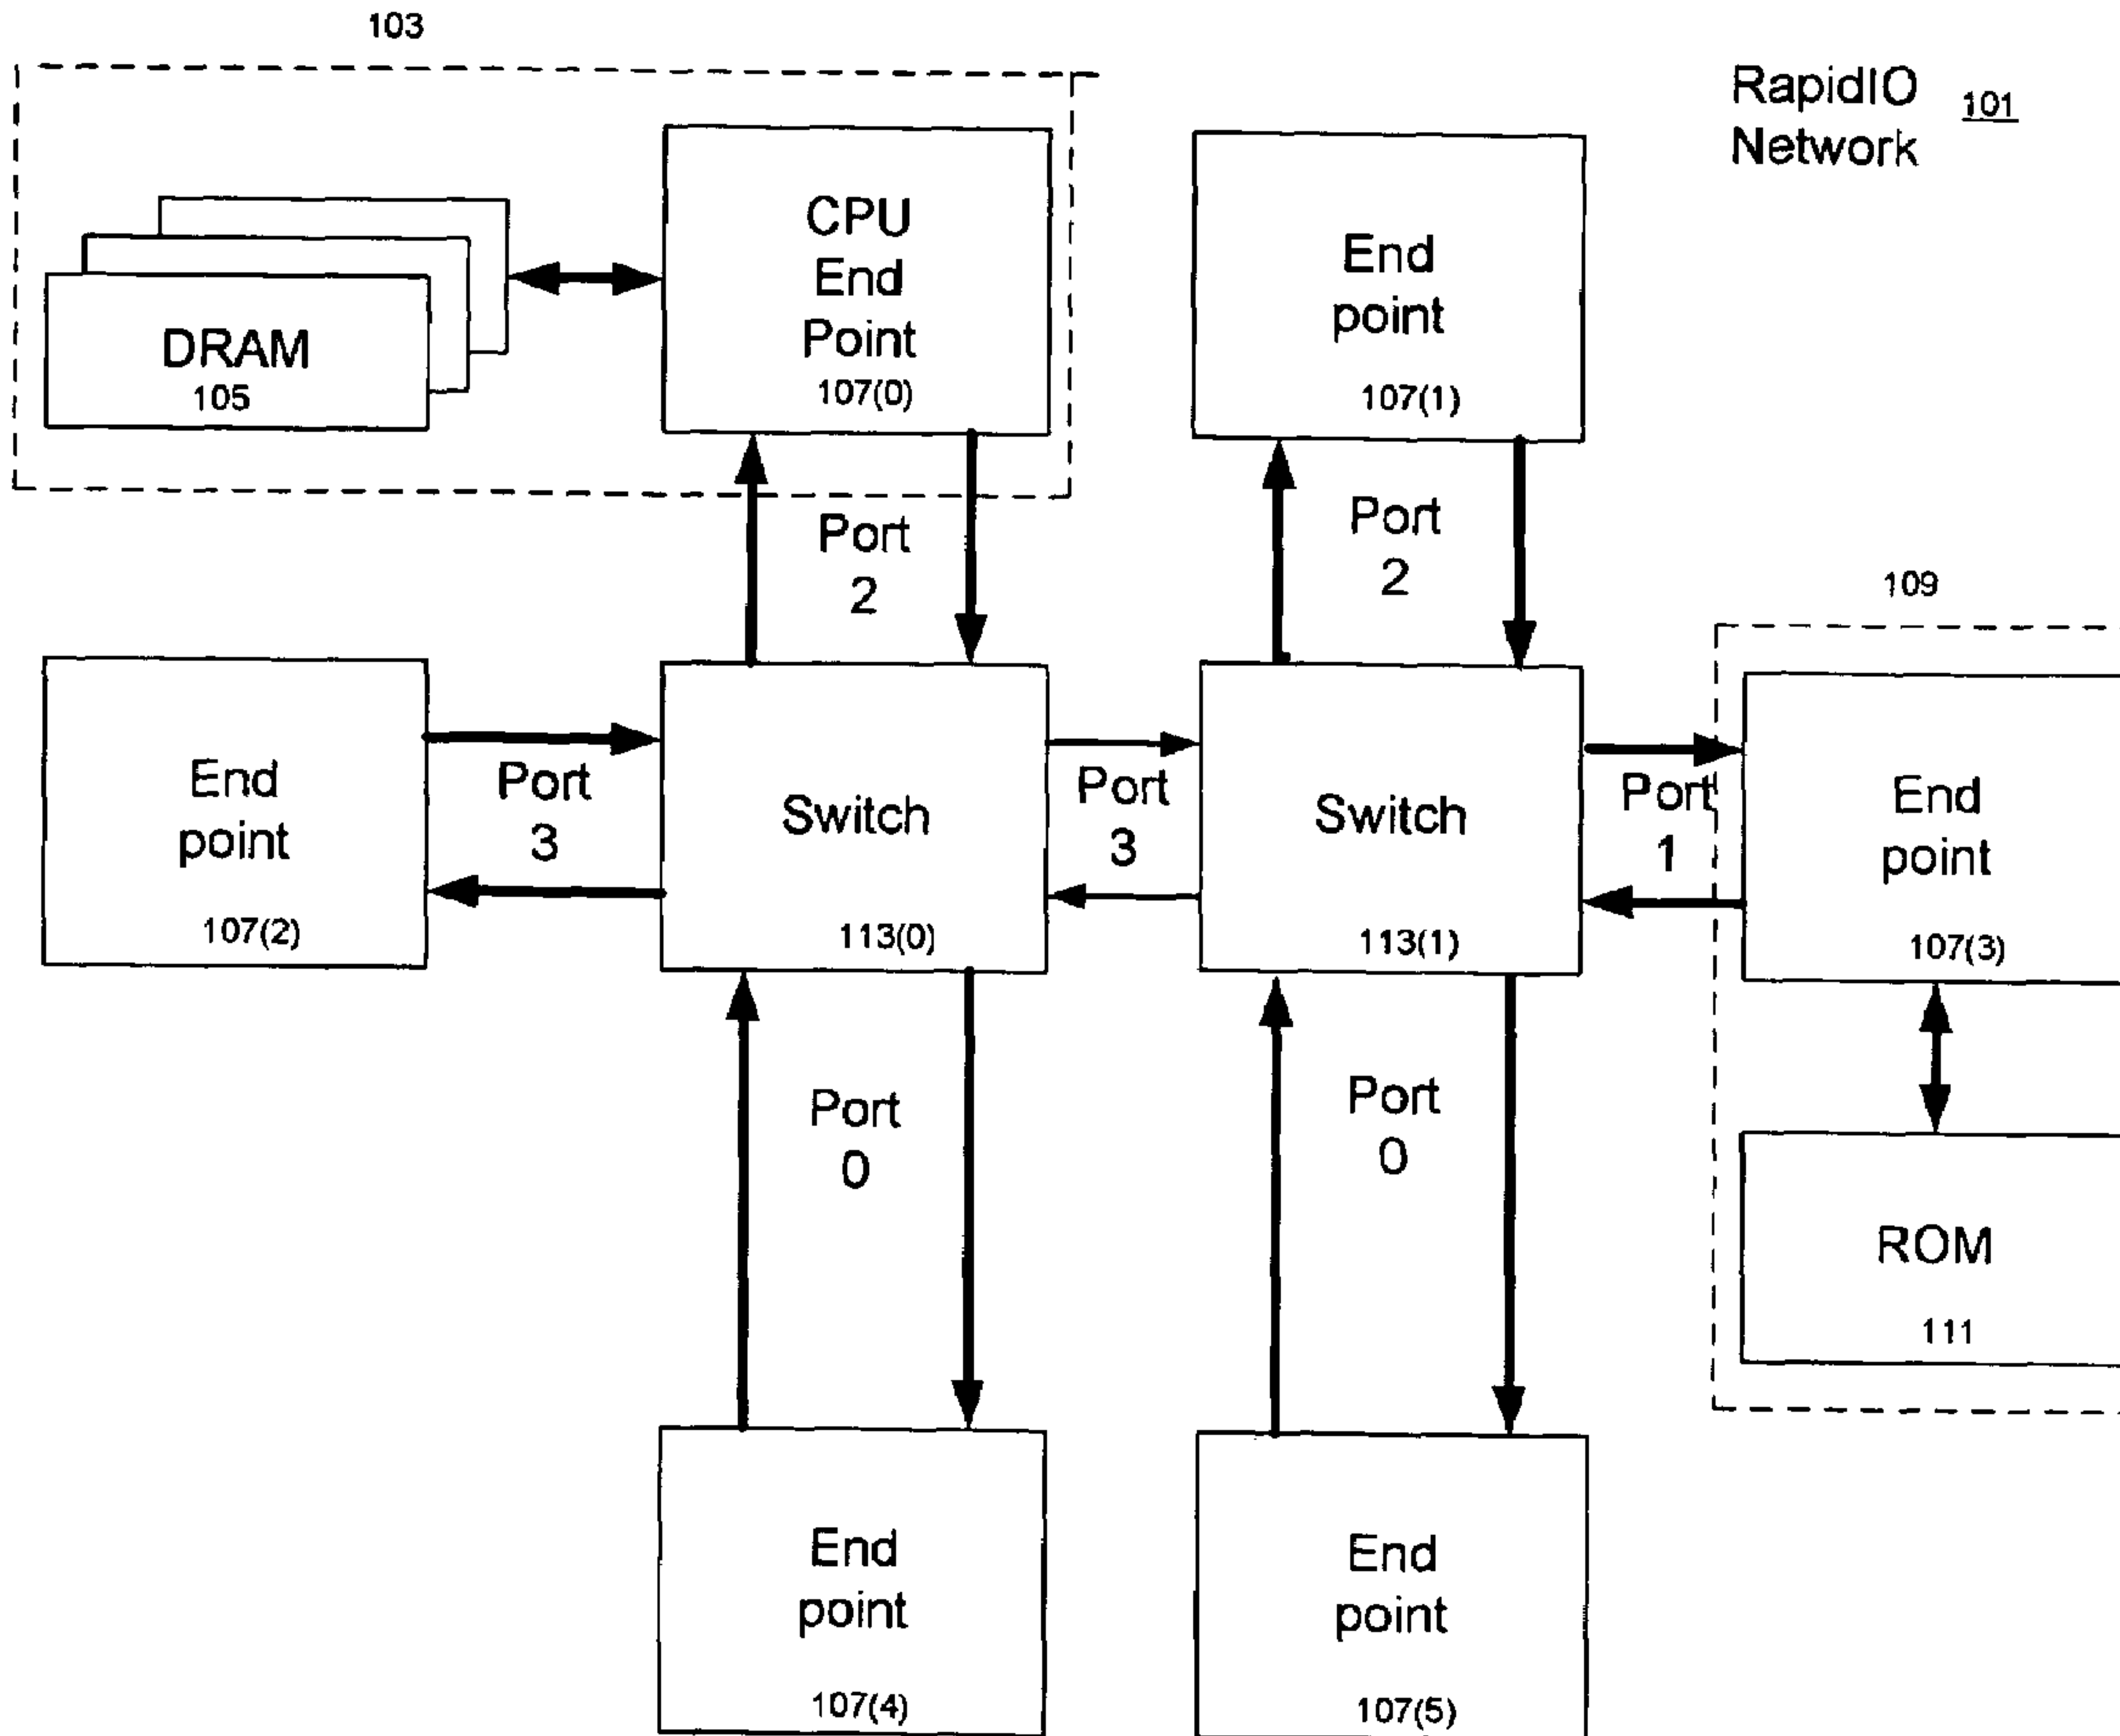 103
RapidIO 101
Network
CPU
End
Point
107(0)
DRAM
105
End
point
107(1)
Port
2
Port
2
109
End
point
107(2)
Port
3
Switch
113(0)
Port
3
Switch
113(1)
Port
1
End
point
107(3)
Port
0
Port
0
ROM
111
End
point
107(4)
End
point
107(5)